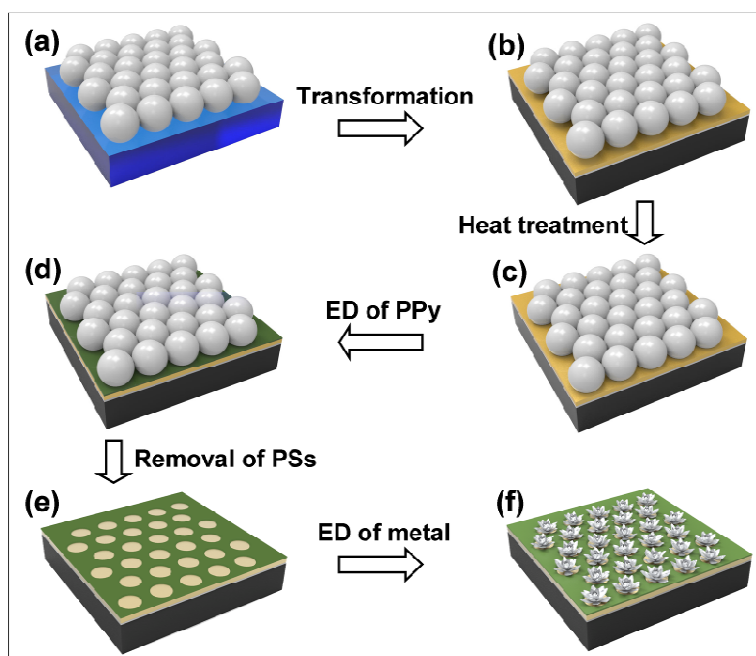 (a)
(b)
Transformation
Heat treatment
(d)
(c)
ED of PPy
Removal of PSs
(e)
(f)
ED of metal